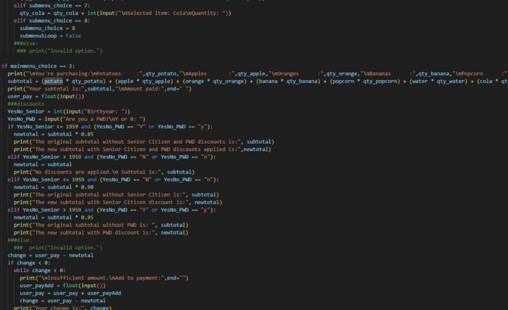 elif submenu_choice == 7:
qty_cola = qty_cola + int(input("\nSelected Item: Cola\nQuantity: "))
elif submenu_choice == 8:
submenu_choice = 8
submenuloop = False
###else:
### print("Invalid option.")
if mainmenu_choice == 2:
print("\nYou're purchasing:\nPotatoes :",qty_potato,"\nApples :",qty_apple,"\nOranges :",qty_orange,"\nBananas :",qty_banana,"\nPopcorn :",qt
subtotal = (potato * qty_potato) + (apple * qty_apple) + (orange * qty_orange) + (banana * qty_banana) + (popcorn * qty_popcorn) + (water * qty_water) + (cola * qt
print("Your subtotal is:",subtotal,"\nAmount paid:",end=" ")
user_pay = float(input())
###discounts
YesNo_Senior = int(input("Birthyear: "))
YesNo_PWD = input("Are you a PWD?\nY or N: ")
if YesNo_Senior <= 1959 and (YesNo_PWD == "Y" or YesNo_PWD == "y"):
newtotal = subtotal * 0.85
print("The original subtotal without Senior Citizen and PWD discounts is:", subtotal)
print("The new subtotal with Senior Citizen and PWD discounts applied is:",newtotal)
elif YesNo_Senior > 1959 and (YesNo_PWD == "N" or YesNo_PWD == "n"):
newtotal = subtotal
print("No discounts are applied.\n Subtotal is:", subtotal)
elif YesNo_Senior <= 1959 and (YesNo_PWD == "N" or YesNo_PWD == "n"):
newtotal = subtotal * 0.90
print("The original subtotal without Senior Citizen is:", subtotal)
print("The new subtotal with Senior Citizen discount is:", newtotal)
elif YesNo_Senior > 1959 and (YesNo_PWD == "Y" or YesNo_PWD == "y"):
newtotal = subtotal * 0.95
print("The original subtotal without PWD is: ", subtotal)
print("The new subtotal with PWD discount is:", newtotal)
###else:
### print("Invalid option.")
change = user_pay - newtotal
if change < 0:
while change < 0:
print("\nInsufficient amount.\nAdd to payment:",end="")
user_payAdd = float(input())
user_pay = user_pay + user_payAdd
change = user_pay - newtotal
print("Your change is:", change)